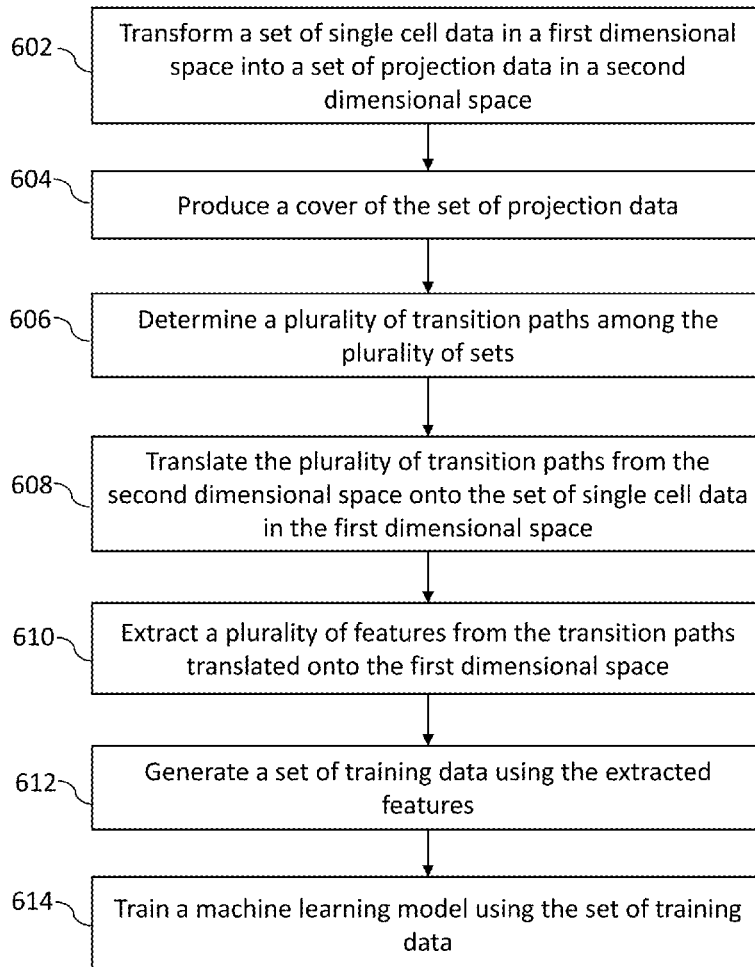 602
Transform a set of single cell data in a first dimensional
space into a set of projection data in a second
dimensional space
604
Produce a cover of the set of projection data
606
Determine a plurality of transition paths among the
plurality of sets
608
Translate the plurality of transition paths from the
second dimensional space onto the set of single cell data
in the first dimensional space
610
Extract a plurality of features from the transition paths
translated onto the first dimensional space
612
Generate a set of training data using the extracted
features
614
Train a machine learning model using the set of training
data